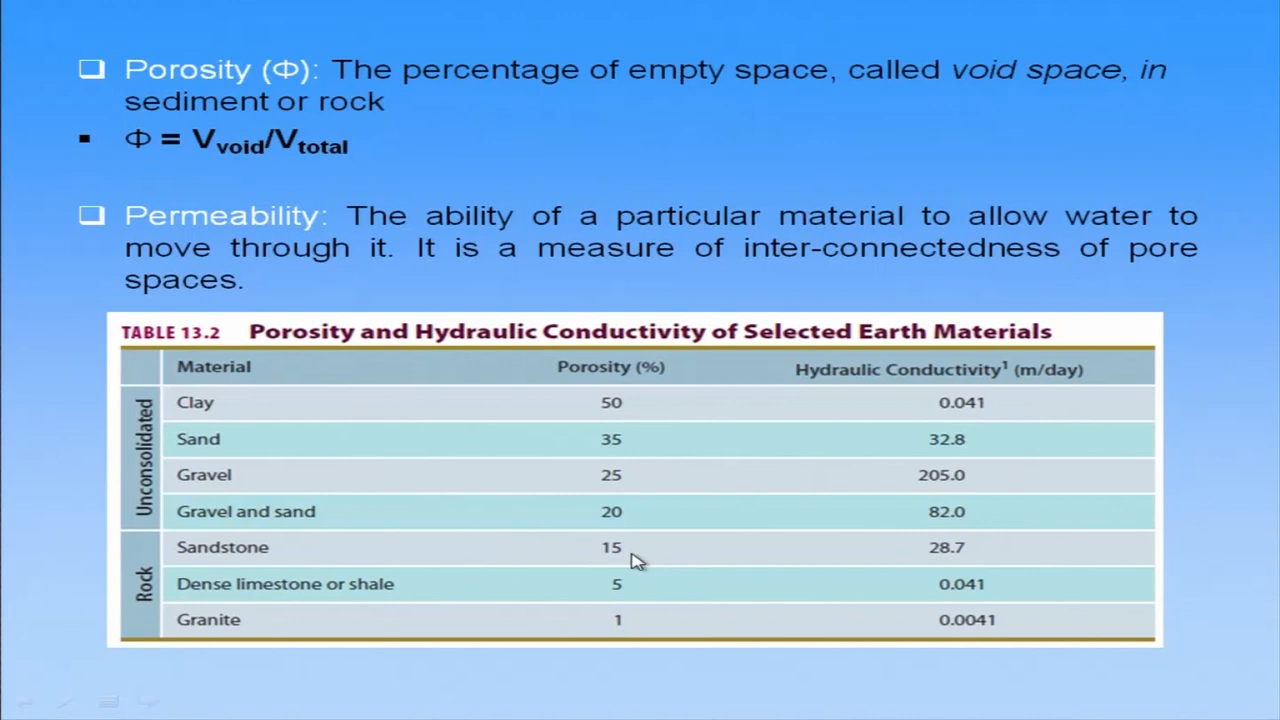 ❑ Porosity (Φ): The percentage of empty space, called void space, in
sediment or rock
▪ Φ = Vvoid/Vtotal
❑ Permeability: The ability of a particular material to allow water to
move through it. It is a measure of inter-connectedness of pore
spaces.
TABLE 13.2 Porosity and Hydraulic Conductivity of Selected Earth Materials
Material Porosity (%) Hydraulic Conductivity¹ (m/day)
Unconsolidated
Clay 50 0.041
Sand 35 32.8
Gravel 25 205.0
Gravel and sand 20 82.0
Rock
Sandstone 15 28.7
Dense limestone or shale 5 0.041
Granite 1 0.0041